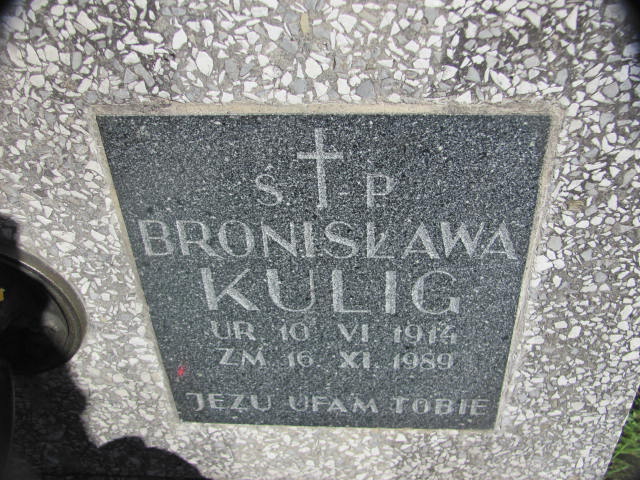 Ś. P
BRONISŁAWA
KULIG
UR. 10 VI 1914
ZM 16 XI. 1989
JEZU UFAM TOBIE